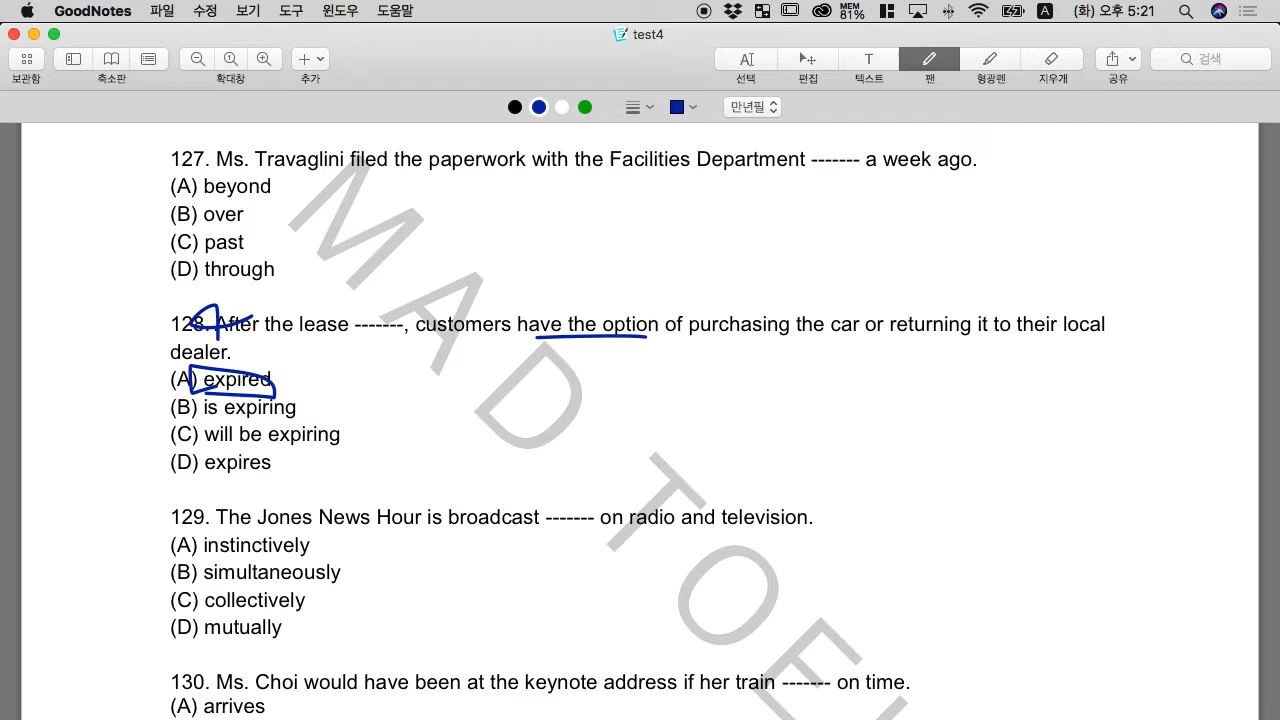 GoodNotes 파일 수정 보기 도구 윈도우 도움말 MEM 81% A (화) 오후 5:21
test4
보관함 축소판 확대창 추가 선택 편집 텍스트 펜 형광펜 지우개 공유 검색
만년필
127. Ms. Travaglini filed the paperwork with the Facilities Department ------- a week ago.
(A) beyond
(B) over
(C) past
(D) through
128. After the lease -------, customers have the option of purchasing the car or returning it to their local
dealer.
(A) expired
(B) is expiring
(C) will be expiring
(D) expires
129. The Jones News Hour is broadcast ------- on radio and television.
(A) instinctively
(B) simultaneously
(C) collectively
(D) mutually
130. Ms. Choi would have been at the keynote address if her train ------- on time.
(A) arrives
MAD TOE